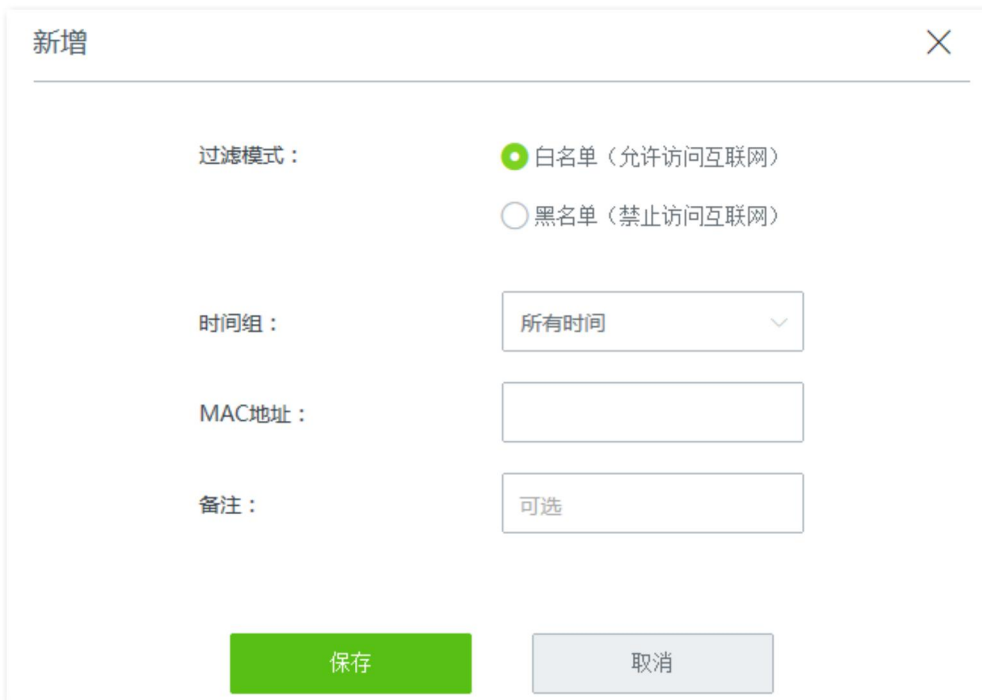 新增
过滤模式：
白名单（允许访问互联网）
黑名单（禁止访问互联网）
时间组：
所有时间
MAC地址：
备注：
可选
保存
取消